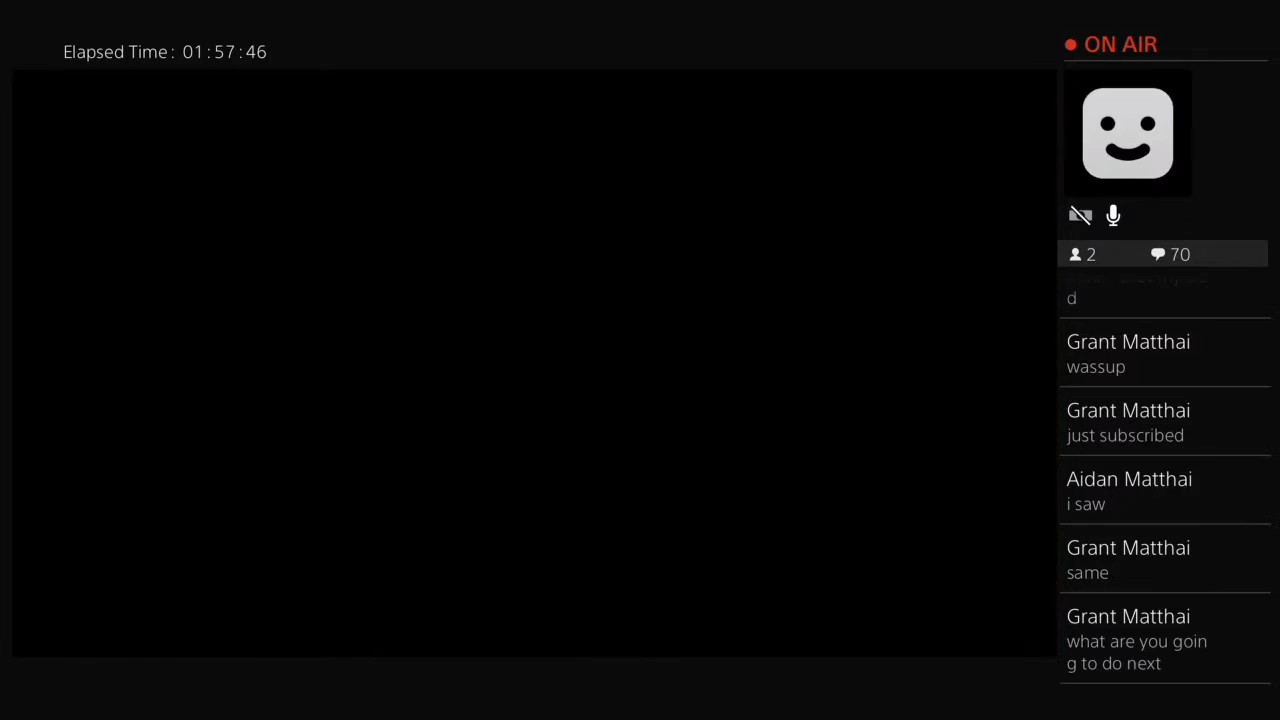 Elapsed Time: 01:57:46
ON AIR
2 70
d
Grant Matthai
wassup
Grant Matthai
just subscribed
Aidan Matthai
i saw
Grant Matthai
same
Grant Matthai
what are you goin
g to do next